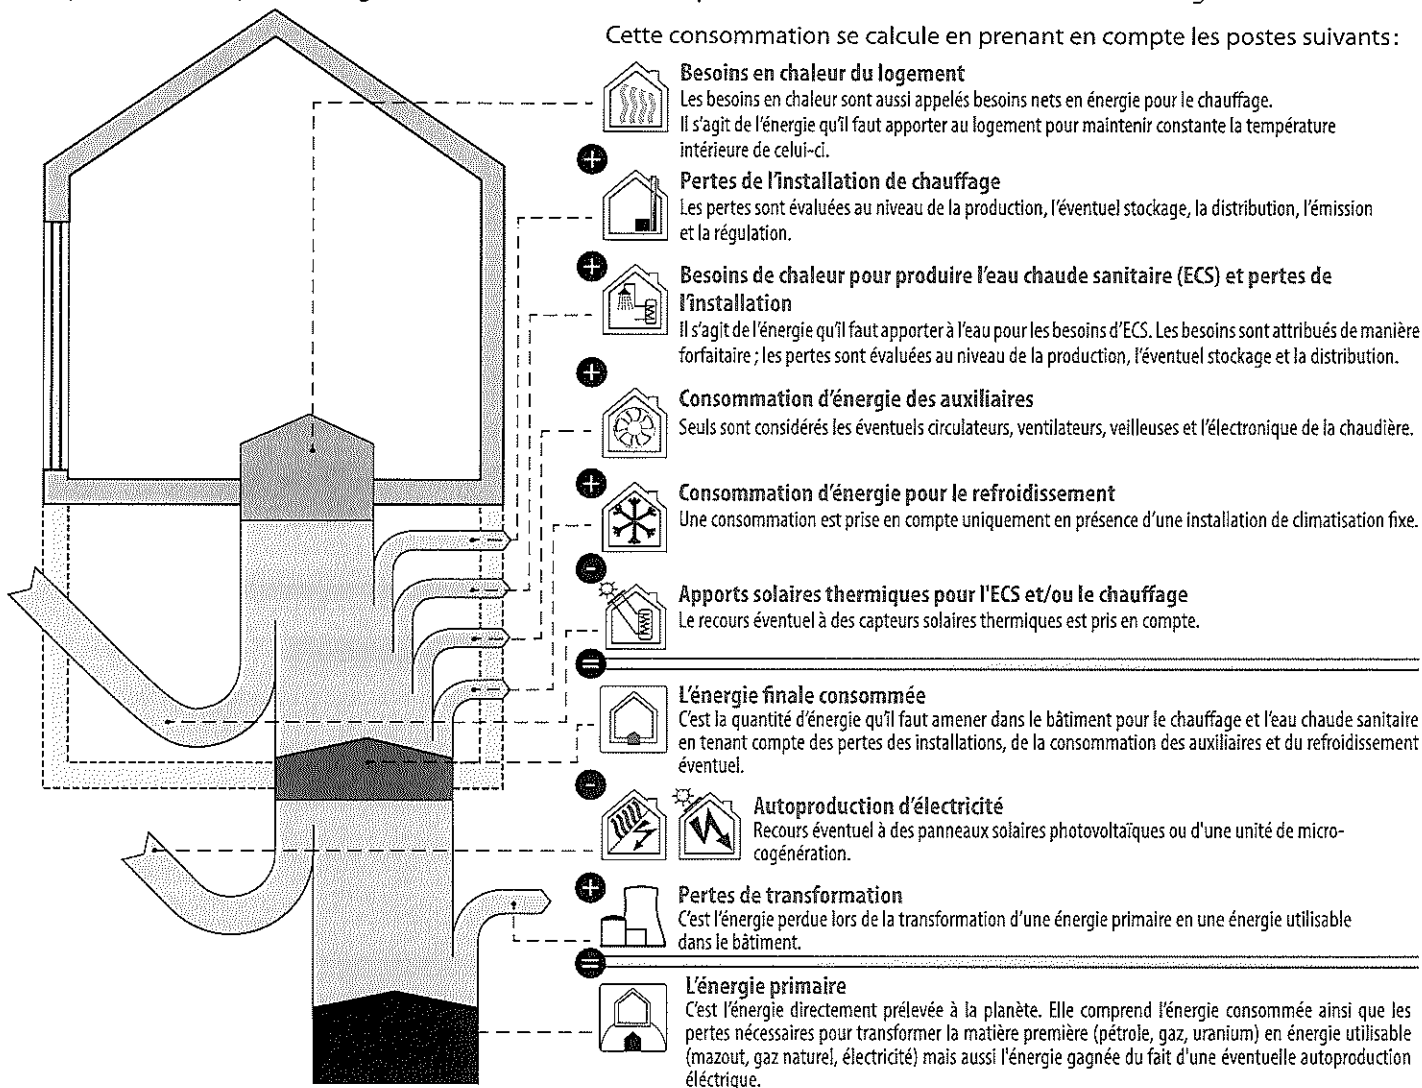 Cette consommation se calcule en prenant en compte les postes suivants :
Besoins en chaleur du logement
Les besoins en chaleur sont aussi appelés besoins nets en énergie pour le chauffage.
Il s'agit de l'énergie qu'il faut apporter au logement pour maintenir constante la température
intérieure de celui-ci.
+
Pertes de l'installation de chauffage
Les pertes sont évaluées au niveau de la production, l'éventuel stockage, la distribution, l'émission
et la régulation.
+
Besoins de chaleur pour produire l'eau chaude sanitaire (ECS) et pertes de
l'installation
Il s'agit de l'énergie qu'il faut apporter à l'eau pour les besoins d'ECS. Les besoins sont attribués de manière
forfaitaire ; les pertes sont évaluées au niveau de la production, l'éventuel stockage et la distribution.
+
Consommation d'énergie des auxiliaires
Seuls sont considérés les éventuels circulateurs, ventilateurs, veilleuses et l'électronique de la chaudière.
+
Consommation d'énergie pour le refroidissement
Une consommation est prise en compte uniquement en présence d'une installation de climatisation fixe.
-
Apports solaires thermiques pour l'ECS et/ou le chauffage
Le recours éventuel à des capteurs solaires thermiques est pris en compte.
=
L'énergie finale consommée
C'est la quantité d'énergie qu'il faut amener dans le bâtiment pour le chauffage et l'eau chaude sanitaire
en tenant compte des pertes des installations, de la consommation des auxiliaires et du refroidissement
éventuel.
-
Autoproduction d'électricité
Recours éventuel à des panneaux solaires photovoltaïques ou d'une unité de micro-
cogénération.
+
Pertes de transformation
C'est l'énergie perdue lors de la transformation d'une énergie primaire en une énergie utilisable
dans le bâtiment.
=
L'énergie primaire
C'est l'énergie directement prélevée à la planète. Elle comprend l'énergie consommée ainsi que les
pertes nécessaires pour transformer la matière première (pétrole, gaz, uranium) en énergie utilisable
(mazout, gaz naturel, électricité) mais aussi l'énergie gagnée du fait d'une éventuelle autoproduction
éléctrique.